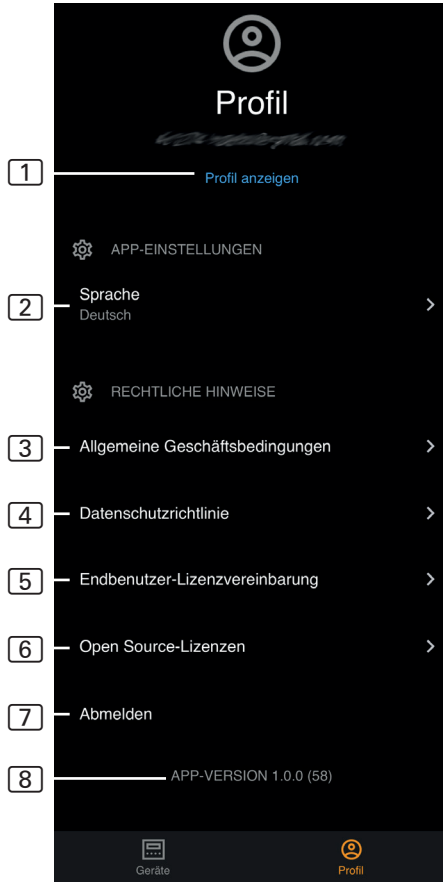 Profil
1
Profil anzeigen
APP-EINSTELLUNGEN
2
Sprache
Deutsch
RECHTLICHE HINWEISE
3
Allgemeine Geschäftsbedingungen
4
Datenschutzrichtlinie
5
Endbenutzer-Lizenzvereinbarung
6
Open Source-Lizenzen
7
Abmelden
8
APP-VERSION 1.0.0 (58)
Geräte
Profil